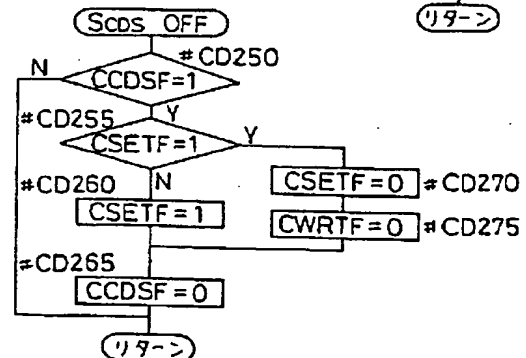 リターン
SCDS OFF
#CD250
N
CCDSF=1
Y
#CD255
CSETF=1
Y
N
#CD260
CSETF=1
CSETF=0 #CD270
CWRTF=0 #CD275
#CD265
CCDSF=0
リターン